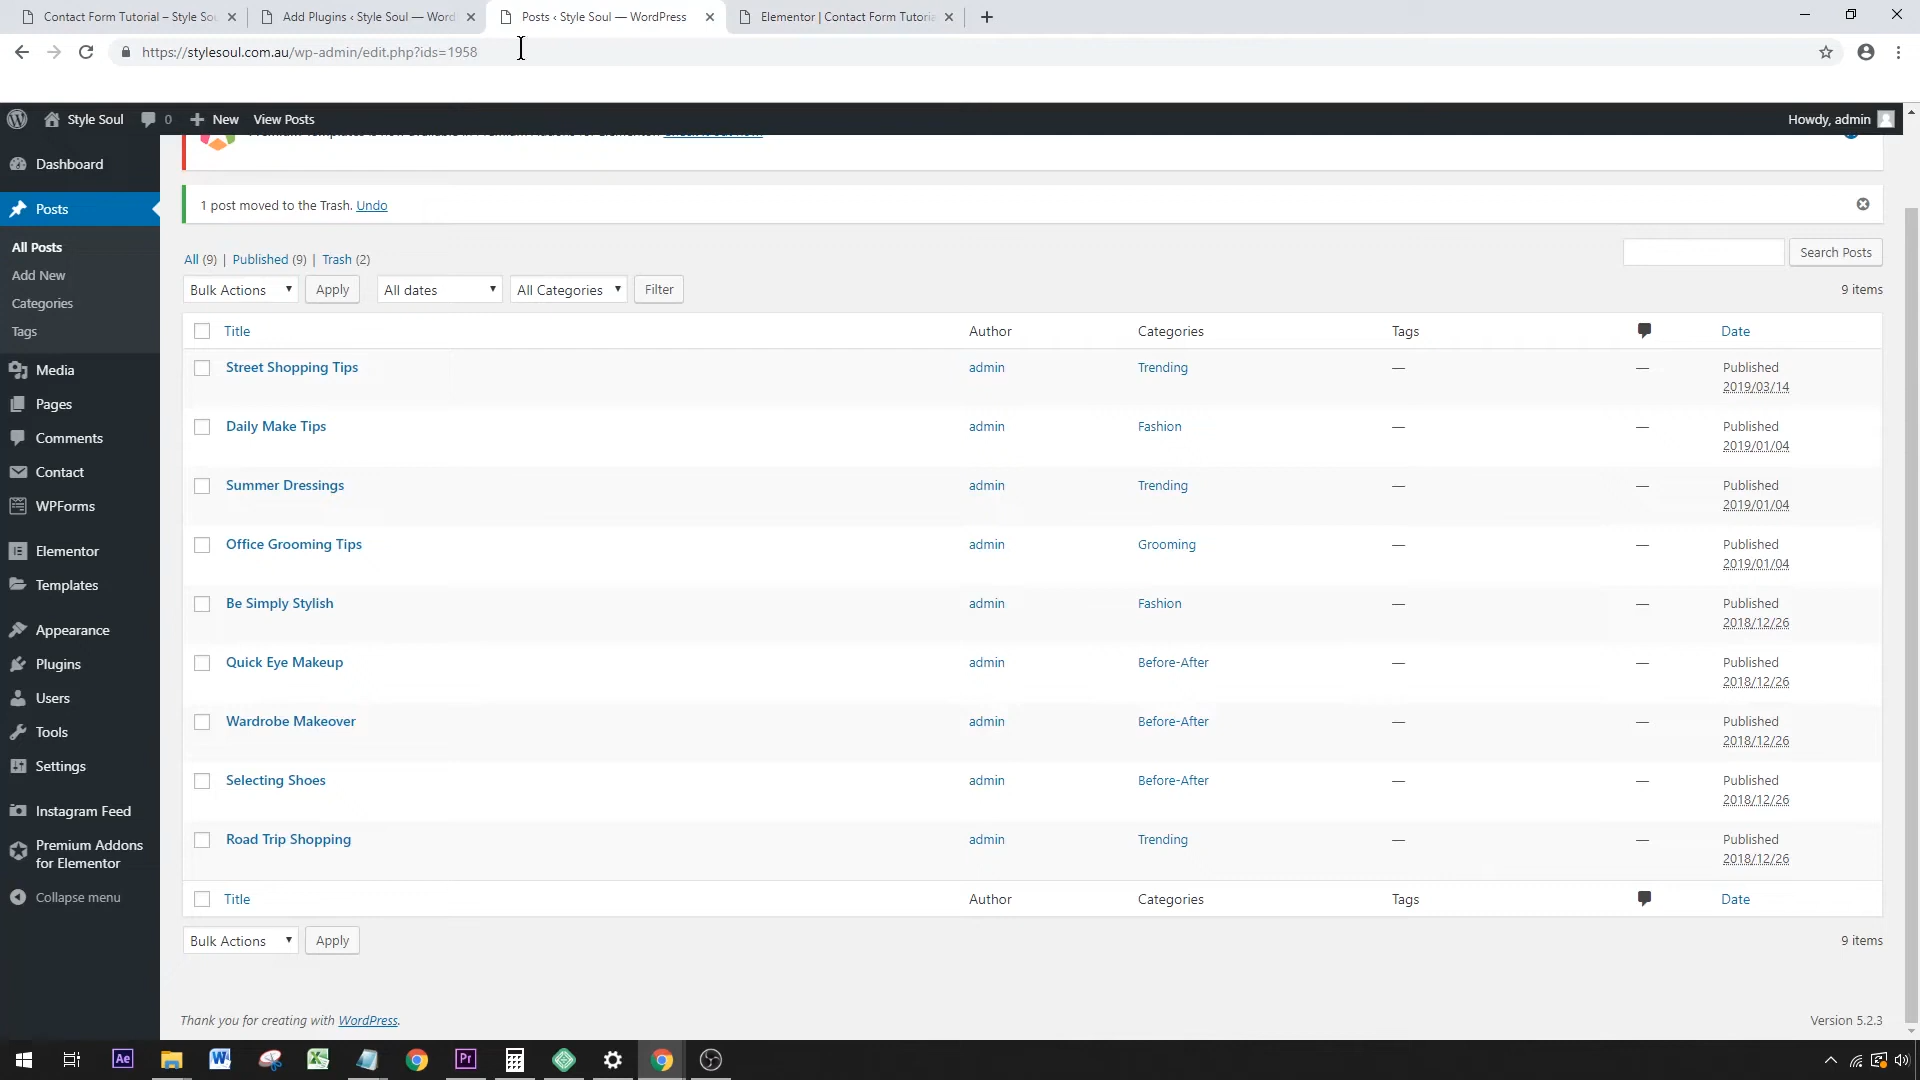 Contact Form Tutorial – Style So
Add Plugins ‹ Style Soul — Word
Posts ‹ Style Soul — WordPress
Elementor | Contact Form Tutoria
https://stylesoul.com.au/wp-admin/edit.php?ids=1958
Style Soul 0 New View Posts
Howdy, admin
Dashboard
Posts
All Posts
Add New
Categories
Tags
Media
Pages
Comments
Contact
WPForms
Elementor
Templates
Appearance
Plugins
Users
Tools
Settings
Instagram Feed
Premium Addons
for Elementor
Collapse menu
1 post moved to the Trash. Undo
All (9) | Published (9) | Trash (2)
Search Posts
Bulk Actions Apply All dates All Categories Filter
9 items
Title Author Categories Tags Date
Street Shopping Tips admin Trending — — Published
2019/03/14
Daily Make Tips admin Fashion — — Published
2019/01/04
Summer Dressings admin Trending — — Published
2019/01/04
Office Grooming Tips admin Grooming — — Published
2019/01/04
Be Simply Stylish admin Fashion — — Published
2018/12/26
Quick Eye Makeup admin Before-After — — Published
2018/12/26
Wardrobe Makeover admin Before-After — — Published
2018/12/26
Selecting Shoes admin Before-After — — Published
2018/12/26
Road Trip Shopping admin Trending — — Published
2018/12/26
Title Author Categories Tags Date
Bulk Actions Apply
9 items
Thank you for creating with WordPress.
Version 5.2.3
Ae
Pr